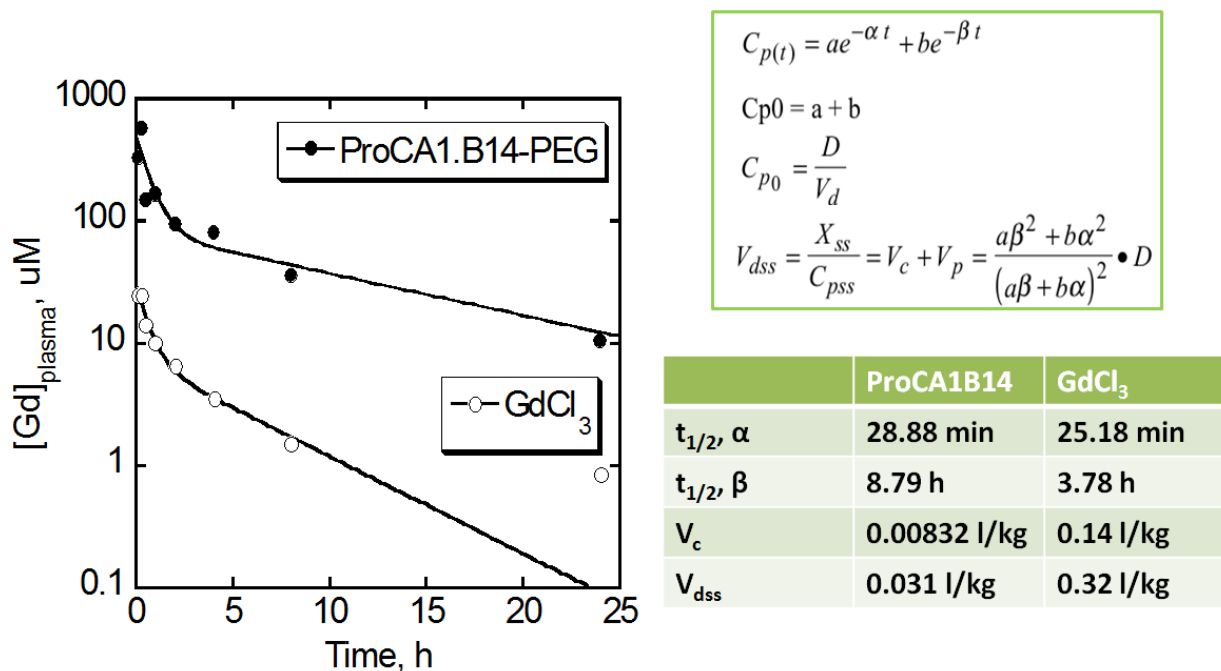 1000
100
10
1
0.1
[Gd]plasma, uM
ProCA1.B14-PEG
GdCl3
0 5 10 15 20 25
Time, h
Cp(t) = ae^−α t + be^−β t
Cp0 = a + b
Cp0 = D / Vd
Vdss = Xss / Cpss = Vc + Vp = (aβ² + bα²) / (aβ + bα)² • D
ProCA1B14 GdCl3
t1/2, α 28.88 min 25.18 min
t1/2, β 8.79 h 3.78 h
Vc 0.00832 l/kg 0.14 l/kg
Vdss 0.031 l/kg 0.32 l/kg